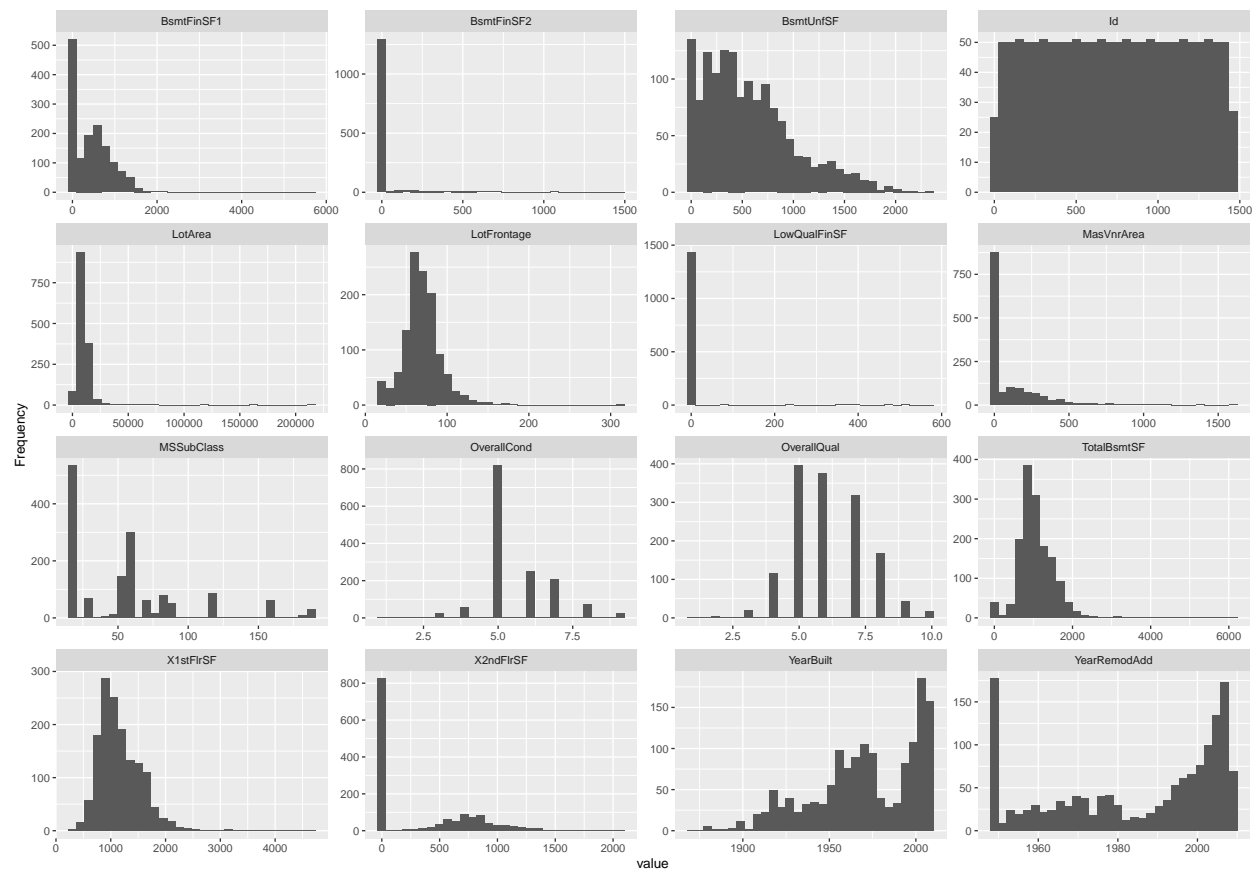 BsmtFinSF1 BsmtFinSF2 BsmtUnfSF Id
500 400 300 200 100 0
1000 500 0
100 50 0
50 40 30 20 10 0
0 2000 4000 6000
0 500 1000 1500
0 500 1000 1500 2000
0 500 1000 1500
LotArea LotFrontage LowQualFinSF MasVnrArea
750 500 250 0
200 100 0
1500 1000 500 0
750 500 250 0
0 50000 100000 150000 200000
0 100 200 300
0 200 400 600
0 500 1000 1500
Frequency
MSSubClass OverallCond OverallQual TotalBsmtSF
400 200 0
800 600 400 200 0
400 300 200 100 0
400 300 200 100 0
50 100 150
2.5 5.0 7.5
2.5 5.0 7.5 10.0
0 2000 4000 6000
X1stFlrSF X2ndFlrSF YearBuilt YearRemodAdd
300 200 100 0
800 600 400 200 0
150 100 50 0
150 100 50 0
0 1000 2000 3000 4000
0 500 1000 1500 2000
1900 1950 2000
1960 1980 2000
value